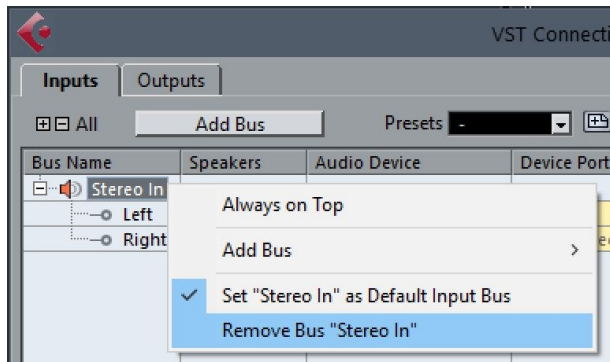 VST Connecti
Inputs Outputs
All Add Bus Presets -
Bus Name Speakers Audio Device Device Port
Stereo In
Left
Right
Always on Top
Add Bus
Set "Stereo In" as Default Input Bus
Remove Bus "Stereo In"